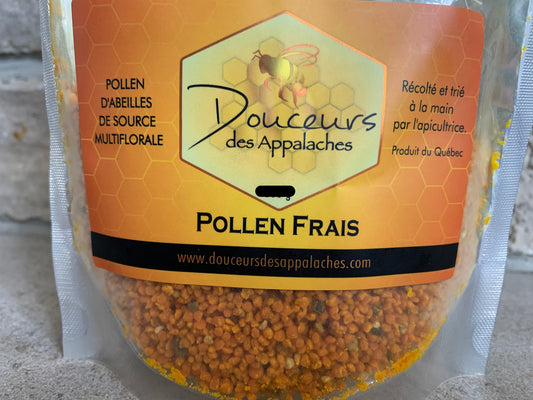 POLLEN
D'ABEILLES
DE SOURCE
MULTIFLORALE
Douceurs
des Appalaches
Récolté et trié
à la main
par l'apicultrice.
Produit du Québec
POLLEN FRAIS
www.douceursdesappalaches.com